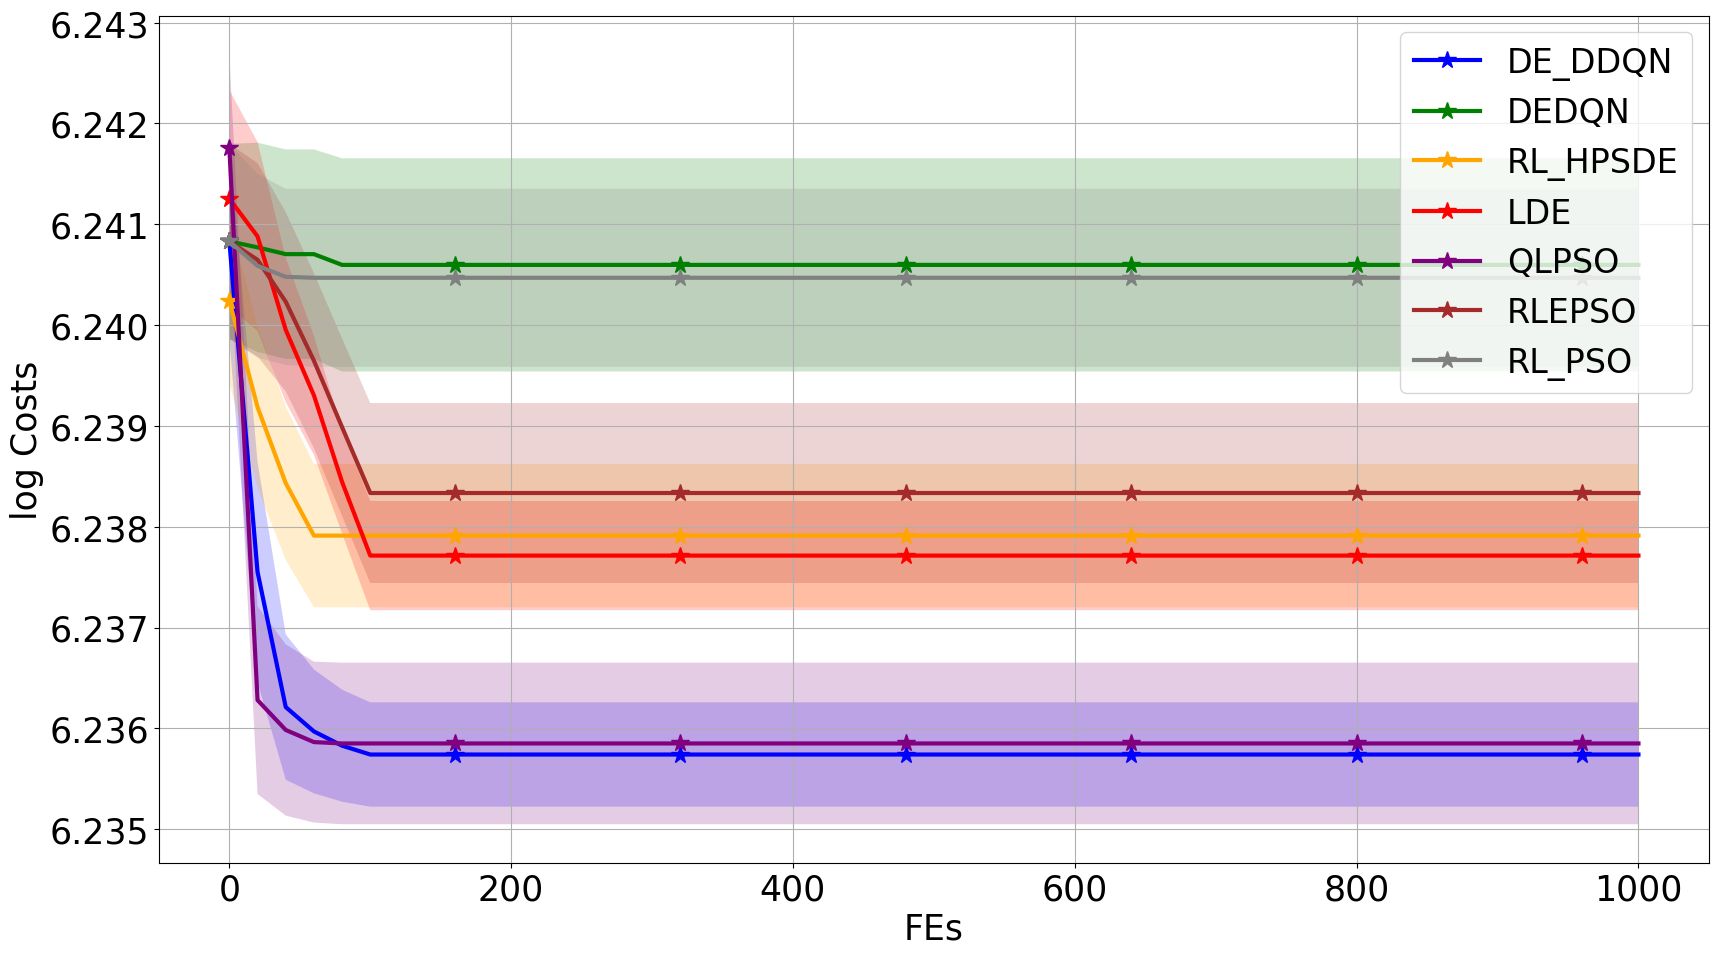 6.243
6.242
6.241
6.240
6.239
6.238
6.237
6.236
6.235
log Costs
0
200
400
600
800
1000
FEs
DE_DDQN
DEDQN
RL_HPSDE
LDE
QLPSO
RLEPSO
RL_PSO